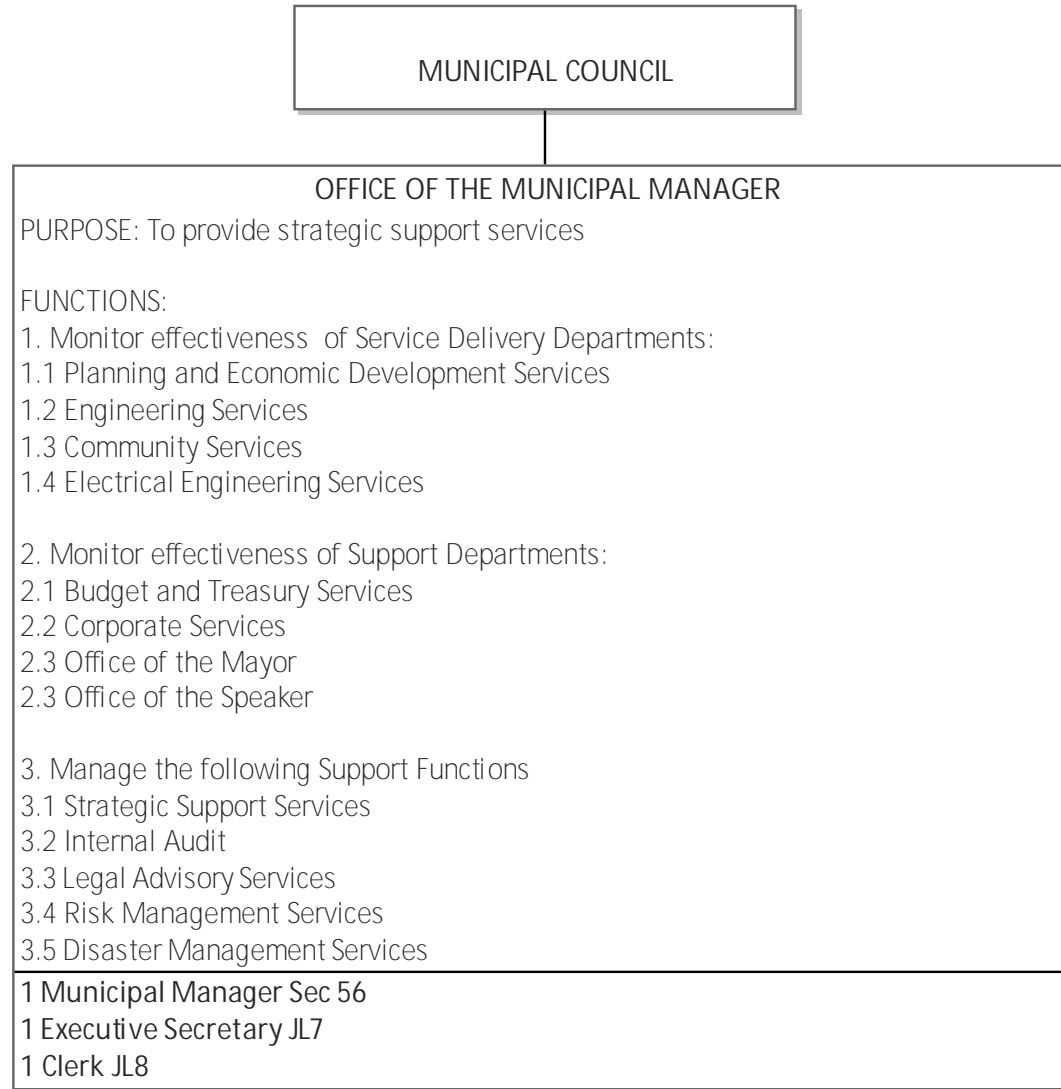 MUNICIPAL COUNCIL
OFFICE OF THE MUNICIPAL MANAGER
PURPOSE: To provide strategic support services
FUNCTIONS:
1. Monitor effectiveness of Service Delivery Departments:
1.1 Planning and Economic Development Services
1.2 Engineering Services
1.3 Community Services
1.4 Electrical Engineering Services
2. Monitor effectiveness of Support Departments:
2.1 Budget and Treasury Services
2.2 Corporate Services
2.3 Office of the Mayor
2.3 Office of the Speaker
3. Manage the following Support Functions
3.1 Strategic Support Services
3.2 Internal Audit
3.3 Legal Advisory Services
3.4 Risk Management Services
3.5 Disaster Management Services
1 Municipal Manager Sec 56
1 Executive Secretary JL7
1 Clerk JL8